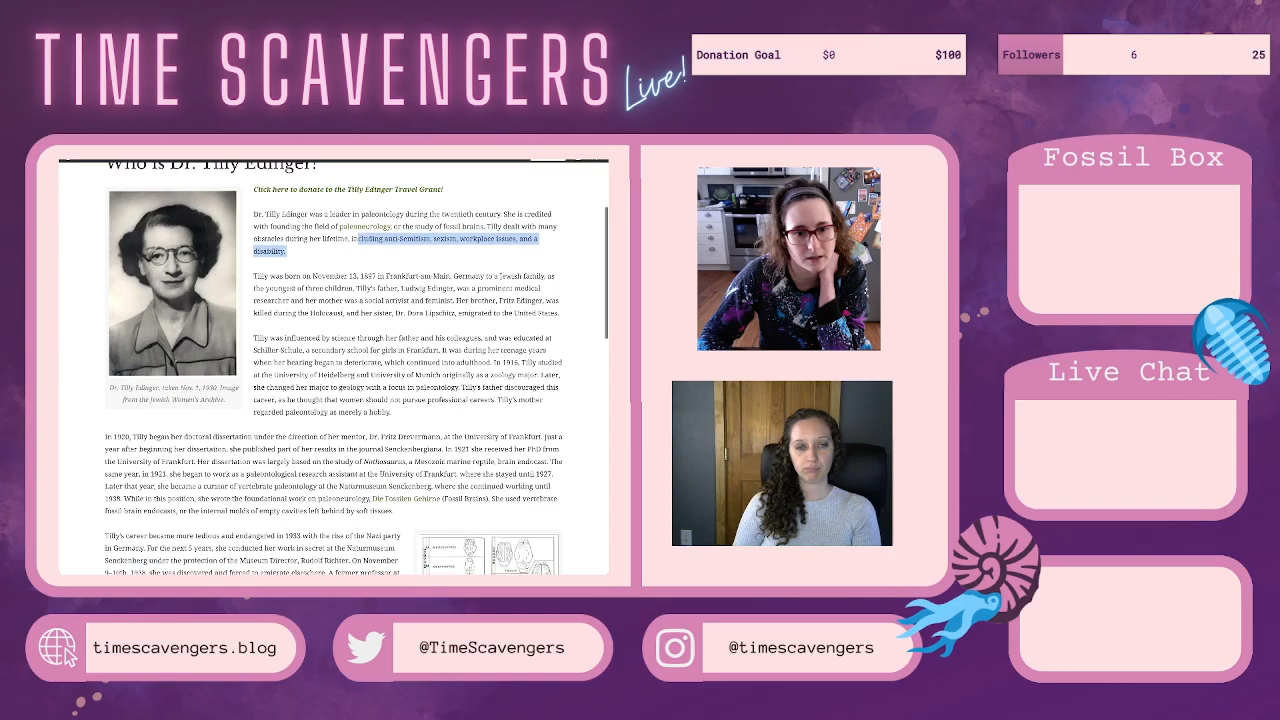 TIME SCAVENGERS
Live!
Donation Goal $0 $100
Followers 6 25
Who is Dr. Tilly Edinger?
Click here to donate to the Tilly Edinger Travel Grant!
Dr. Tilly Edinger was a leader in paleontology during the twentieth century. She is credited
with founding the field of paleoneurology, or the study of fossil brains. Tilly dealt with many
obstacles during her lifetime, including anti-Semitism, sexism, workplace issues, and a
disability.
Tilly was born on November 13, 1897 in Frankfurt-am-Main, Germany to a Jewish family, as
the youngest of three children. Tilly's father, Ludwig Edinger, was a prominent medical
researcher and her mother was a social activist and feminist. Her brother, Fritz Edinger, was
killed during the Holocaust, and her sister, Dr. Dora Lipschitz, emigrated to the United States.
Tilly was influenced by science through her father and his colleagues, and was educated at
Schiller-Schule, a secondary school for girls in Frankfurt. It was during her teenage years
when her hearing began to deteriorate, which continued into adulthood. In 1916, Tilly studied
at the University of Heidelberg and University of Munich originally as a zoology major. Later,
she changed her major to geology with a focus in paleontology. Tilly's father discouraged this
career, as he thought that women should not pursue professional careers. Tilly's mother
regarded paleontology as merely a hobby.
Dr. Tilly Edinger, taken Nov. 1, 1930. Image
from the Jewish Women's Archive.
In 1920, Tilly began her doctoral dissertation under the direction of her mentor, Dr. Fritz Drevermann, at the University of Frankfurt. Just a
year after beginning her dissertation, she published part of her results in the journal Senckenbergiana. In 1921 she received her PhD from
the University of Frankfurt. Her dissertation was largely based on the study of Nothosaurus, a Mesozoic marine reptile, brain endocast. The
same year, in 1921, she began to work as a paleontological research assistant at the University of Frankfurt, where she stayed until 1927.
Later that year, she became a curator of vertebrate paleontology at the Naturmuseum Senckenberg, where she continued working until
1938. While in this position, she wrote the foundational work on paleoneurology, Die Fossilen Gehirne (Fossil Brains). She used vertebrate
fossil brain endocasts, or the internal molds of empty cavities left behind by soft tissues.
Tilly's career became more tedious and endangered in 1933 with the rise of the Nazi party
in Germany. For the next 5 years, she conducted her work in secret at the Naturmuseum
Senckenberg under the protection of the Museum Director, Rudolf Richter. On November
9–10th, 1938, she was discovered and forced to emigrate elsewhere. A former professor at
Fossil Box
Live Chat
timescavengers.blog
@TimeScavengers
@timescavengers